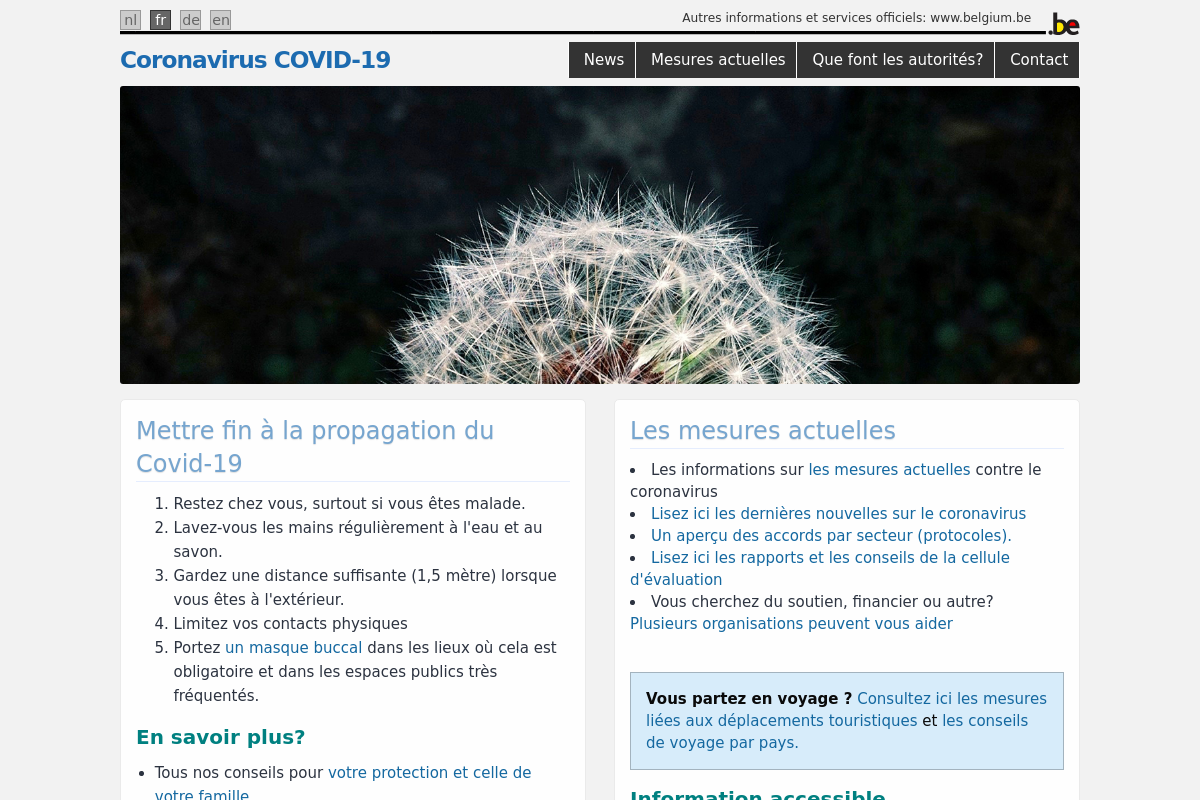 nl fr de en
Autres informations et services officiels: www.belgium.be
.be
Coronavirus COVID-19
News
Mesures actuelles
Que font les autorités?
Contact
Mettre fin à la propagation du
Covid-19
1. Restez chez vous, surtout si vous êtes malade.
2. Lavez-vous les mains régulièrement à l'eau et au
savon.
3. Gardez une distance suffisante (1,5 mètre) lorsque
vous êtes à l'extérieur.
4. Limitez vos contacts physiques
5. Portez un masque buccal dans les lieux où cela est
obligatoire et dans les espaces publics très
fréquentés.
En savoir plus?
• Tous nos conseils pour votre protection et celle de
votre famille
Les mesures actuelles
• Les informations sur les mesures actuelles contre le
coronavirus
• Lisez ici les dernières nouvelles sur le coronavirus
• Un aperçu des accords par secteur (protocoles).
• Lisez ici les rapports et les conseils de la cellule
d'évaluation
• Vous cherchez du soutien, financier ou autre?
Plusieurs organisations peuvent vous aider
Vous partez en voyage ? Consultez ici les mesures
liées aux déplacements touristiques et les conseils
de voyage par pays.
Information accessible